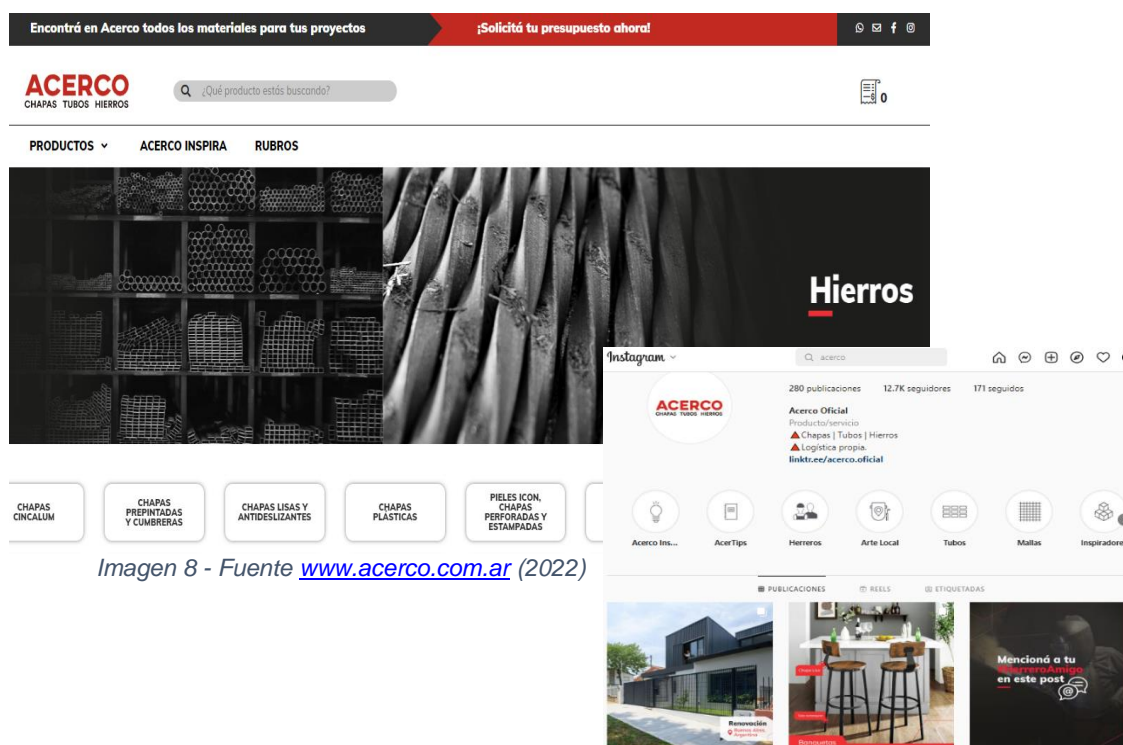 Encontrá en Acerco todos los materiales para tus proyectos
¡Solicitá tu presupuesto ahora!
ACERCO
CHAPAS TUBOS HIERROS
¿Qué producto estás buscando?
0
PRODUCTOS
ACERCO INSPIRA
RUBROS
Hierros
CHAPAS
CINCALUM
CHAPAS
PREPINTADAS
Y CUMBRERAS
CHAPAS LISAS Y
ANTIDESLIZANTES
CHAPAS
PLÁSTICAS
PIELES ICON,
CHAPAS
PERFORADAS Y
ESTAMPADAS
Imagen 8 - Fuente www.acerco.com.ar (2022)
Instagram
acerco
ACERCO
CHAPAS TUBOS HIERROS
280 publicaciones 12.7K seguidores 171 seguidos
Acerco Oficial
Producto/servicio
Chapas | Tubos | Hierros
Logística propia.
linktr.ee/acerco.oficial
Acerco Ins...
AcerTips
Herreros
Arte Local
Tubos
Mallas
Inspiradore
PUBLICACIONES
REELS
ETIQUETADAS
Renovación
Argentina
Banquetas
Mencioná a tu
#HerreroAmigo
en este post